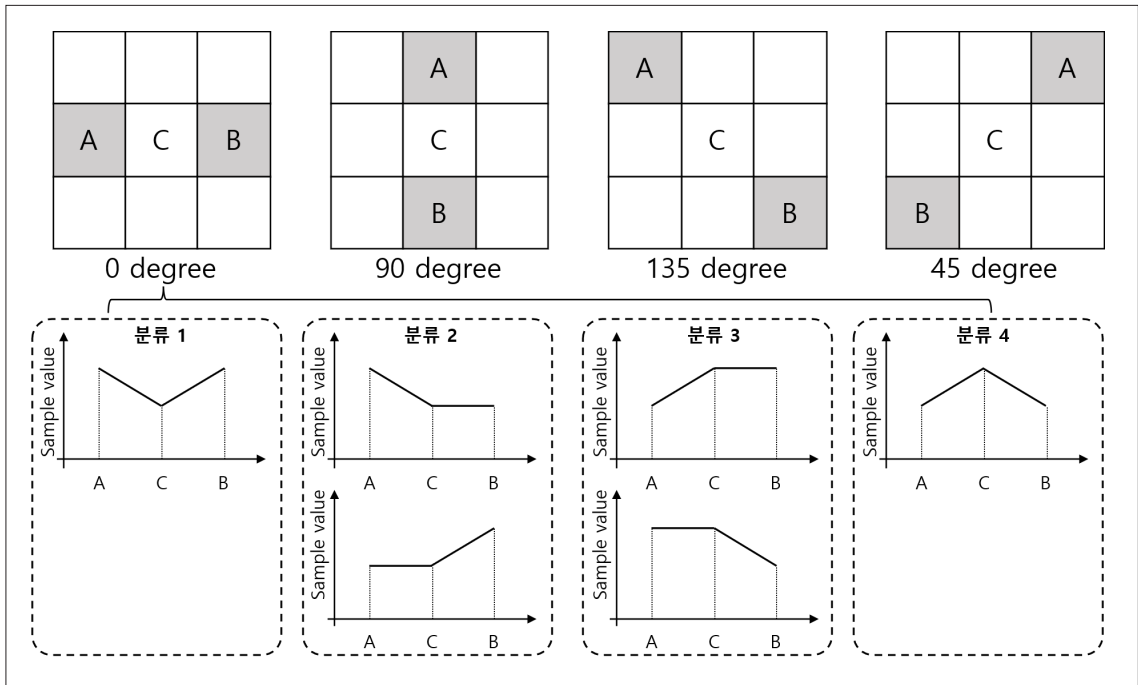 A
C
B
0 degree
A
C
B
90 degree
A
C
B
135 degree
A
C
B
45 degree
분류 1
Sample value
A C B
분류 2
Sample value
A C B
Sample value
A C B
분류 3
Sample value
A C B
Sample value
A C B
분류 4
Sample value
A C B